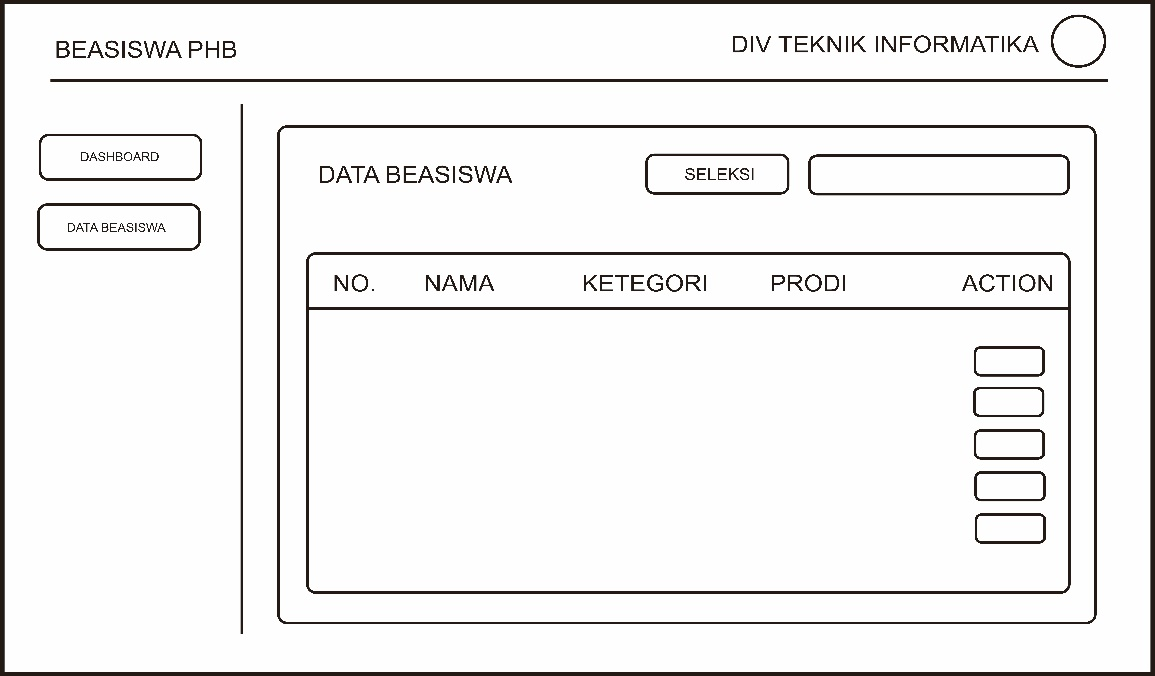 BEASISWA PHB
DIV TEKNIK INFORMATIKA
DASHBOARD
DATA BEASISWA
DATA BEASISWA
SELEKSI
NO. NAMA KETEGORI PRODI ACTION